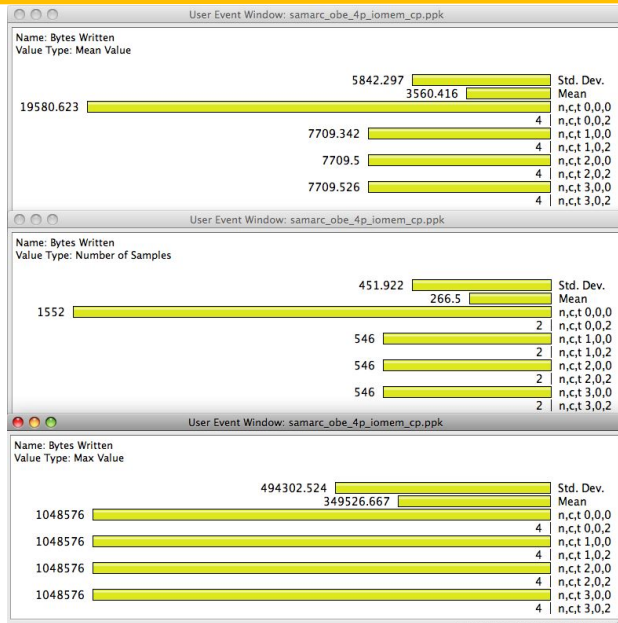 User Event Window: samarc_obe_4p_iomem_cp.ppk
Name: Bytes Written
Value Type: Mean Value
5842.297 Std. Dev.
3560.416 Mean
19580.623 n,c,t 0,0,0
4 n,c,t 0,0,2
7709.342 n,c,t 1,0,0
4 n,c,t 1,0,2
7709.5 n,c,t 2,0,0
4 n,c,t 2,0,2
7709.526 n,c,t 3,0,0
4 n,c,t 3,0,2
User Event Window: samarc_obe_4p_iomem_cp.ppk
Name: Bytes Written
Value Type: Number of Samples
451.922 Std. Dev.
266.5 Mean
1552 n,c,t 0,0,0
2 n,c,t 0,0,2
546 n,c,t 1,0,0
2 n,c,t 1,0,2
546 n,c,t 2,0,0
2 n,c,t 2,0,2
546 n,c,t 3,0,0
2 n,c,t 3,0,2
User Event Window: samarc_obe_4p_iomem_cp.ppk
Name: Bytes Written
Value Type: Max Value
494302.524 Std. Dev.
349526.667 Mean
1048576 n,c,t 0,0,0
4 n,c,t 0,0,2
1048576 n,c,t 1,0,0
4 n,c,t 1,0,2
1048576 n,c,t 2,0,0
4 n,c,t 2,0,2
1048576 n,c,t 3,0,0
4 n,c,t 3,0,2